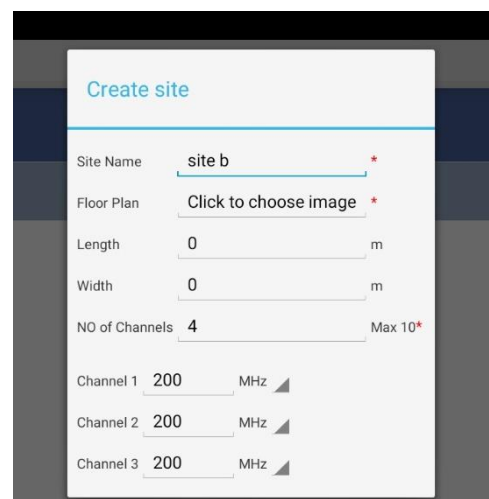 Create site
Site Name site b *
Floor Plan Click to choose image *
Length 0 m
Width 0 m
NO of Channels 4 Max 10*
Channel 1 200 MHz
Channel 2 200 MHz
Channel 3 200 MHz